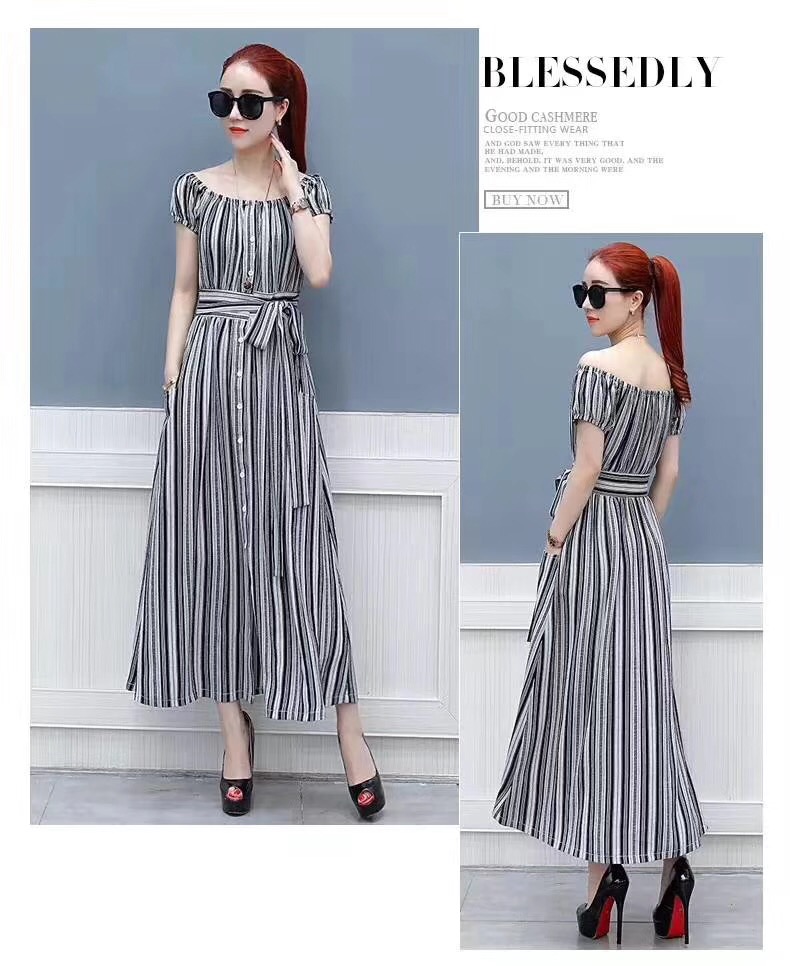 BLESSEDLY
GOOD CASHMERE
CLOSE-FITTING WEAR
AND GOD SAW EVERY THING THAT
HE HAD MADE,
AND, BEHOLD, IT WAS VERY GOOD. AND THE
EVENING AND THE MORNING WERE
BUY NOW